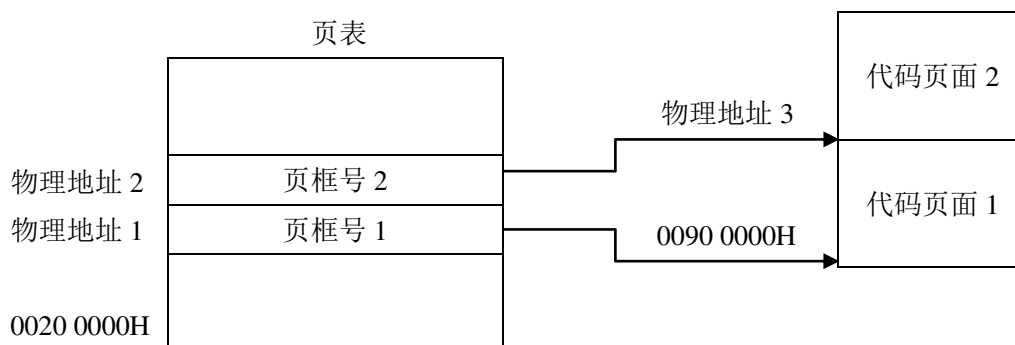 页表
代码页面 2
物理地址 3
物理地址 2
页框号 2
代码页面 1
物理地址 1
页框号 1
0090 0000H
0020 0000H